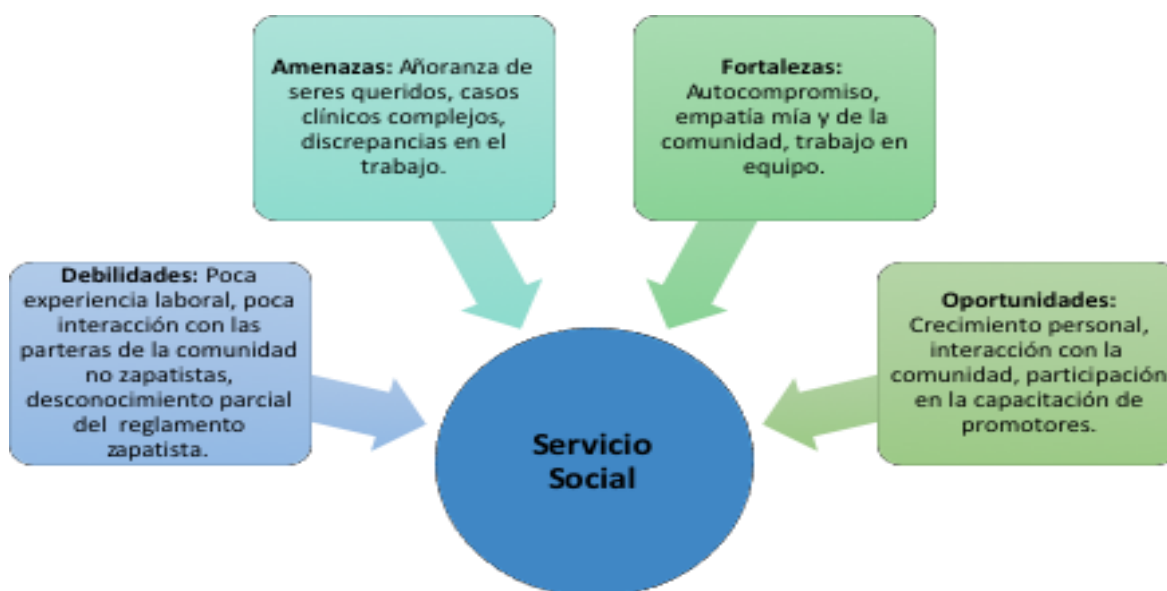 Amenazas: Añoranza de
seres queridos, casos
clínicos complejos,
discrepancias en el
trabajo.
Fortalezas:
Autocompromiso,
empatía mía y de la
comunidad, trabajo en
equipo.
Debilidades: Poca
experiencia laboral, poca
interacción con las
parteras de la comunidad
no zapatistas,
desconocimiento parcial
del reglamento
zapatista.
Oportunidades:
Crecimiento personal,
interacción con la
comunidad, participación
en la capacitación de
promotores.
Servicio
Social